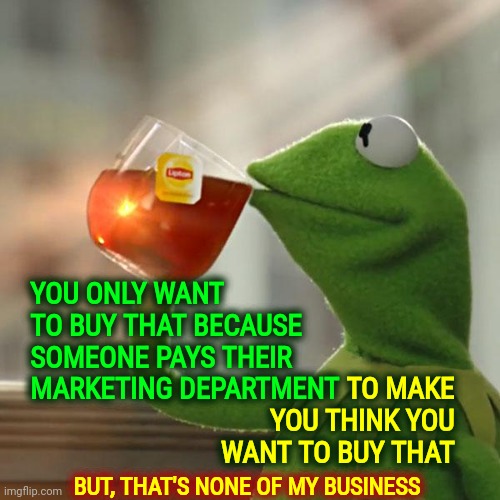 Lipton
YOU ONLY WANT
TO BUY THAT BECAUSE
SOMEONE PAYS THEIR
MARKETING DEPARTMENT TO MAKE
YOU THINK YOU
WANT TO BUY THAT
BUT, THAT'S NONE OF MY BUSINESS
imgflip.com